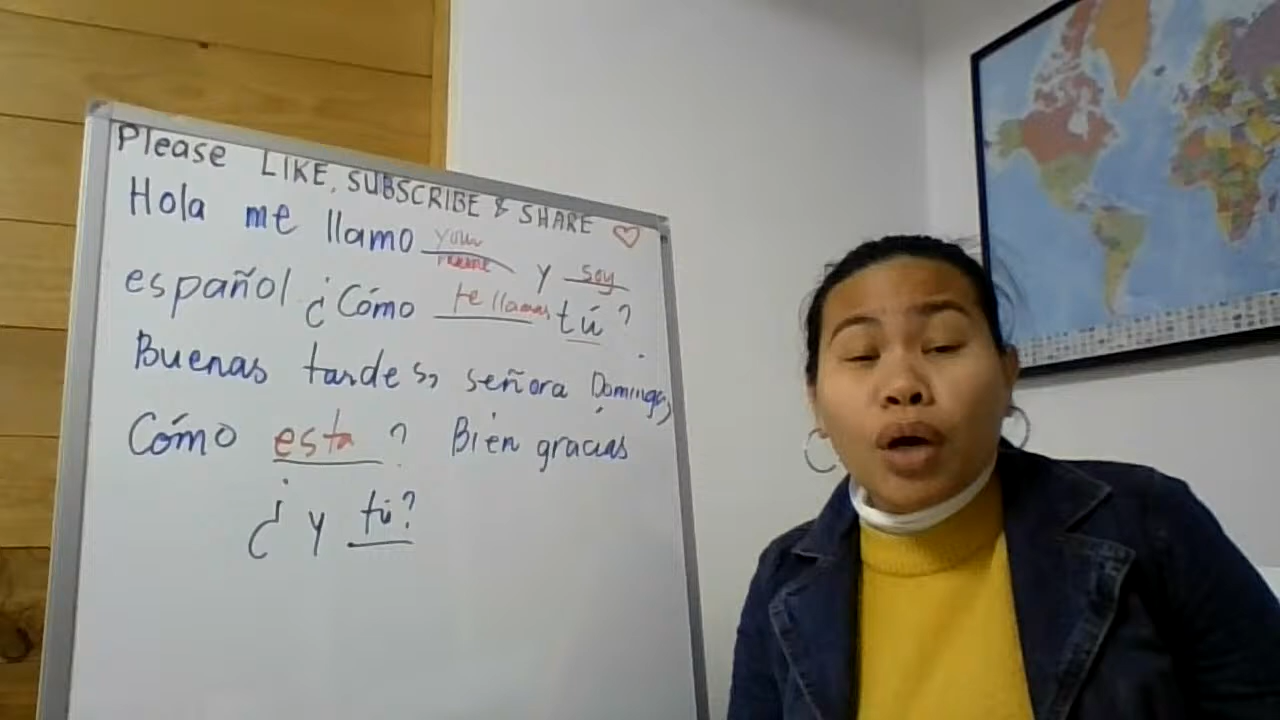 Please LIKE, SUBSCRIBE & SHARE
Hola me llamo your name y soy
español ¿Cómo te llamas tú?
Buenas tardes, señora Domingo,
Cómo esta? Bien gracias
¿y tú?